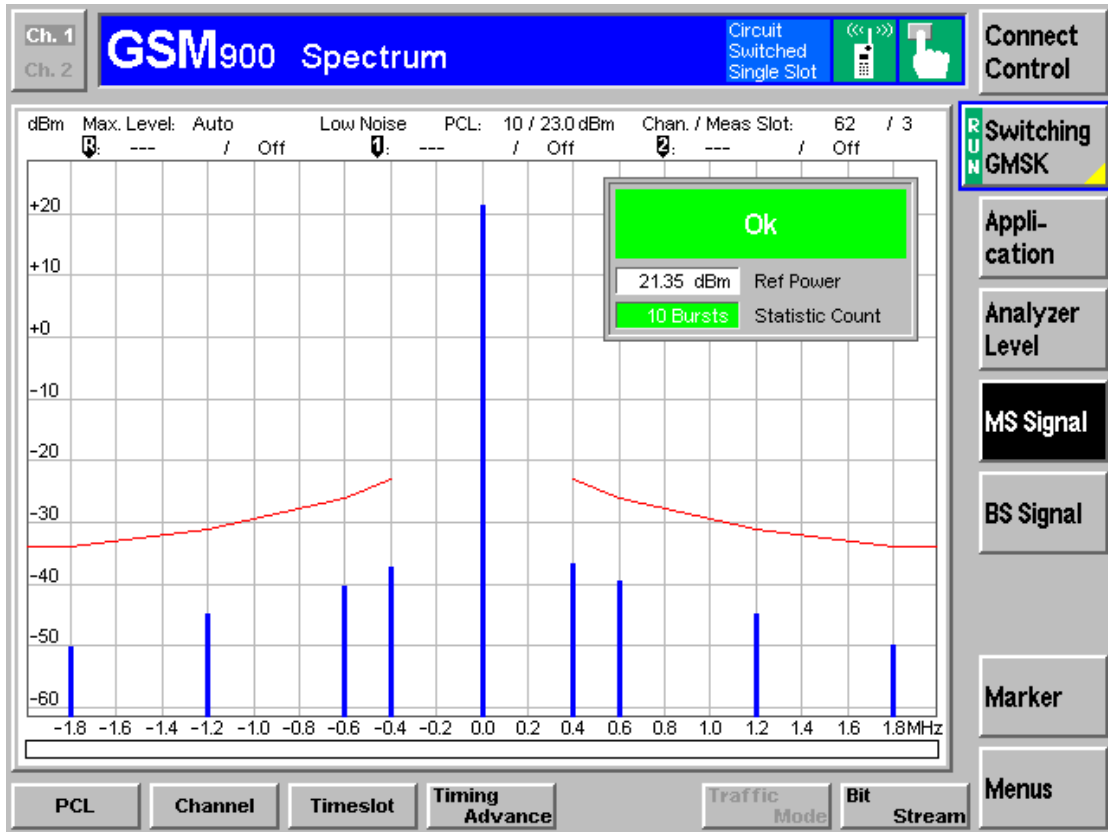 Ch. 1
Ch. 2
GSM900 Spectrum
Circuit
Switched
Single Slot
Connect
Control
dBm Max. Level: Auto Low Noise PCL: 10 / 23.0 dBm Chan. / Meas Slot: 62 / 3
R: --- / Off 1: --- / Off 2: --- / Off
RUN
Switching
GMSK
Appli-
cation
Analyzer
Level
MS Signal
BS Signal
Marker
Menus
+20
+10
+0
-10
-20
-30
-40
-50
-60
Ok
21.35 dBm Ref Power
10 Bursts Statistic Count
-1.8 -1.6 -1.4 -1.2 -1.0 -0.8 -0.6 -0.4 -0.2 0.0 0.2 0.4 0.6 0.8 1.0 1.2 1.4 1.6 1.8MHz
PCL
Channel
Timeslot
Timing
Advance
Traffic
Mode
Bit
Stream